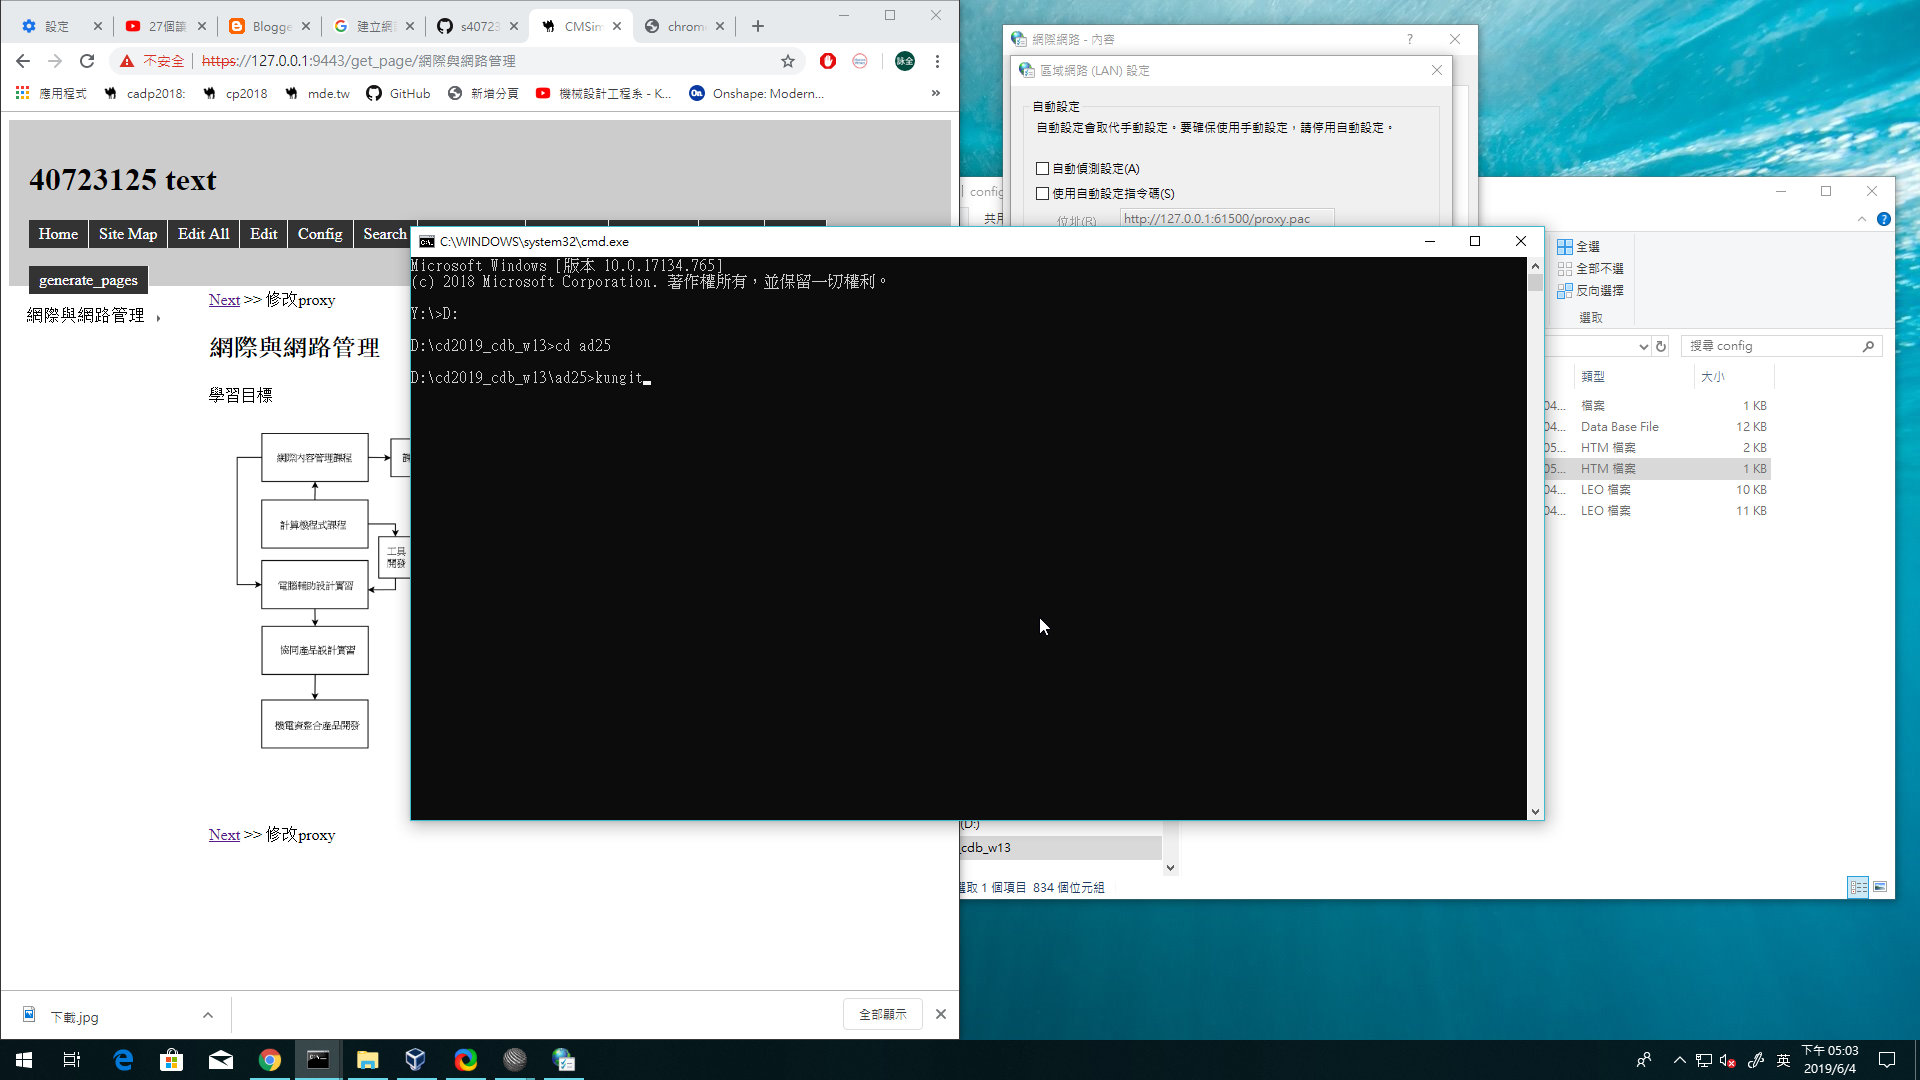 設定
27個讓
Blogge
建立網
s40723
CMSim
chrome
不安全 https://127.0.0.1:9443/get_page/網際與網路管理
詠全
應用程式
cadp2018:
cp2018
mde.tw
GitHub
新增分頁
機械設計工程系 - K...
On
Onshape: Modern...
»
40723125 text
Home
Site Map
Edit All
Edit
Config
Search
generate_pages
網際與網路管理
Next >> 修改proxy
網際與網路管理
學習目標
網際內容管理課程
計算機程式課程
工具
開發
電腦輔助設計實習
協同產品設計實習
機電資整合產品開發
Next >> 修改proxy
下載.jpg
全部顯示
網際網路 - 內容
區域網路 (LAN) 設定
自動設定
自動設定會取代手動設定。要確保使用手動設定，請停用自動設定。
自動偵測設定(A)
使用自動設定指令碼(S)
位址(R)
http://127.0.0.1:61500/proxy.pac
config
共用
C:\WINDOWS\system32\cmd.exe
Microsoft Windows [版本 10.0.17134.765]
(c) 2018 Microsoft Corporation. 著作權所有，並保留一切權利。
Y:\>D:
D:\cd2019_cdb_w13>cd ad25
D:\cd2019_cdb_w13\ad25>kungit
全選
全部不選
反向選擇
選取
搜尋 config
類型
大小
04... 檔案 1 KB
04... Data Base File 12 KB
05... HTM 檔案 2 KB
05... HTM 檔案 1 KB
04... LEO 檔案 10 KB
04... LEO 檔案 11 KB
(D:)
_cdb_w13
選取 1 個項目 834 個位元組
英
下午 05:03
2019/6/4